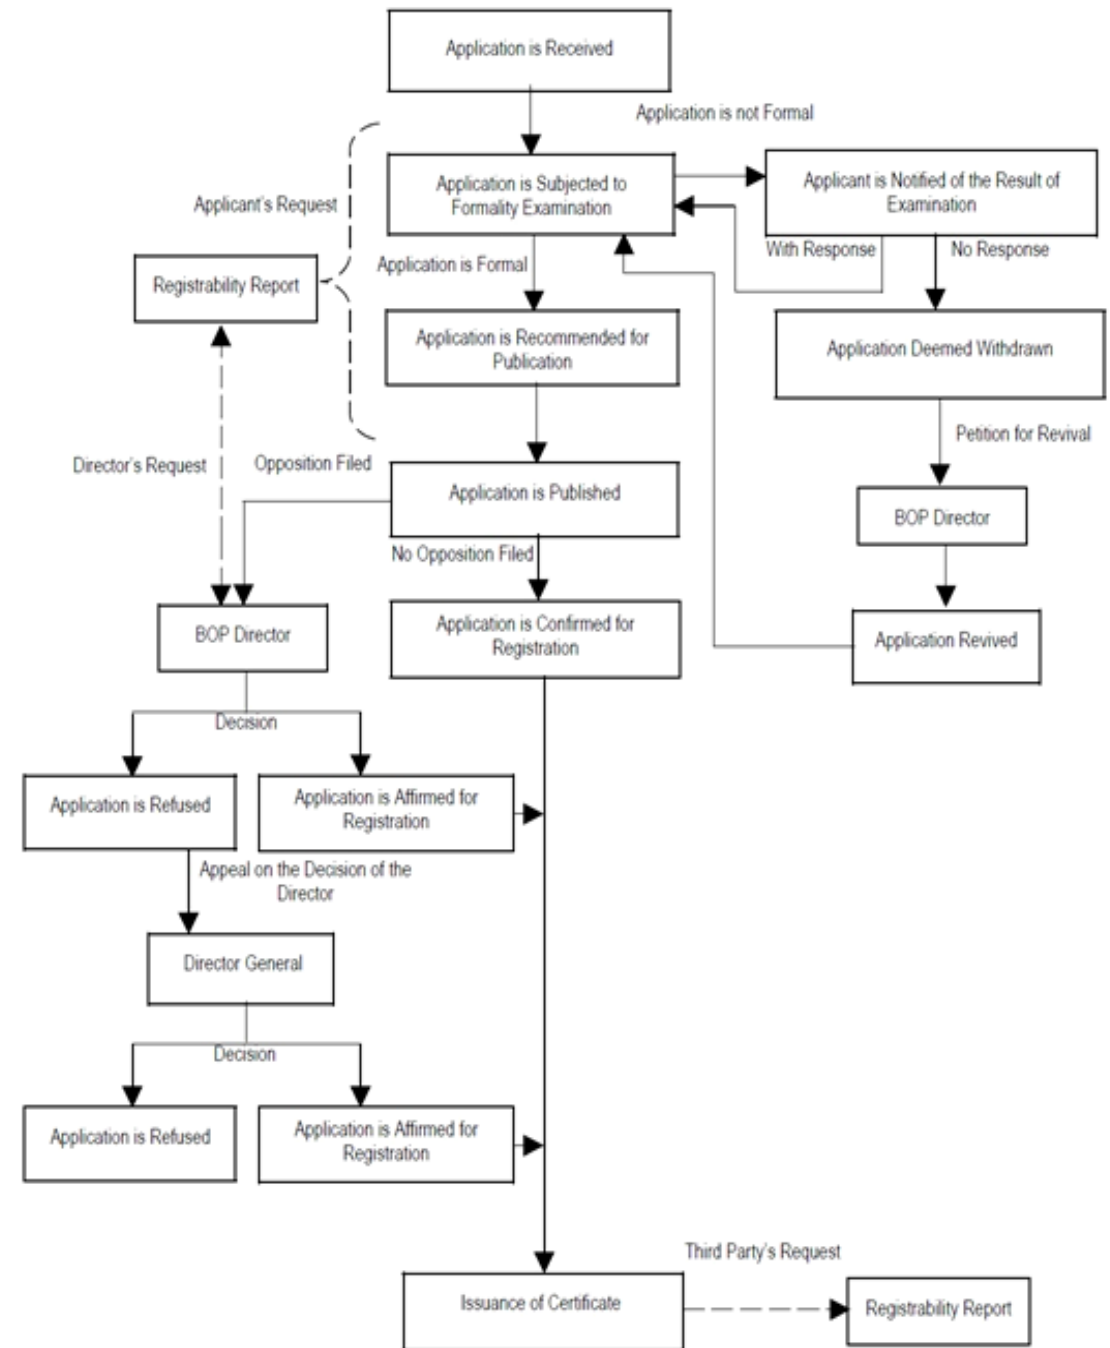 Application is Received
Application is not Formal
Application is Subjected to
Formality Examination
Applicant is Notified of the Result of
Examination
Applicant's Request
With Response
No Response
Application is Formal
Registrability Report
Application is Recommended for
Publication
Application Deemed Withdrawn
Petition for Revival
Director's Request
Opposition Filed
Application is Published
BOP Director
No Opposition Filed
BOP Director
Application is Confirmed for
Registration
Application Revived
Decision
Application is Refused
Application is Affirmed for
Registration
Appeal on the Decision of the
Director
Director General
Decision
Application is Refused
Application is Affirmed for
Registration
Third Party's Request
Issuance of Certificate
Registrability Report